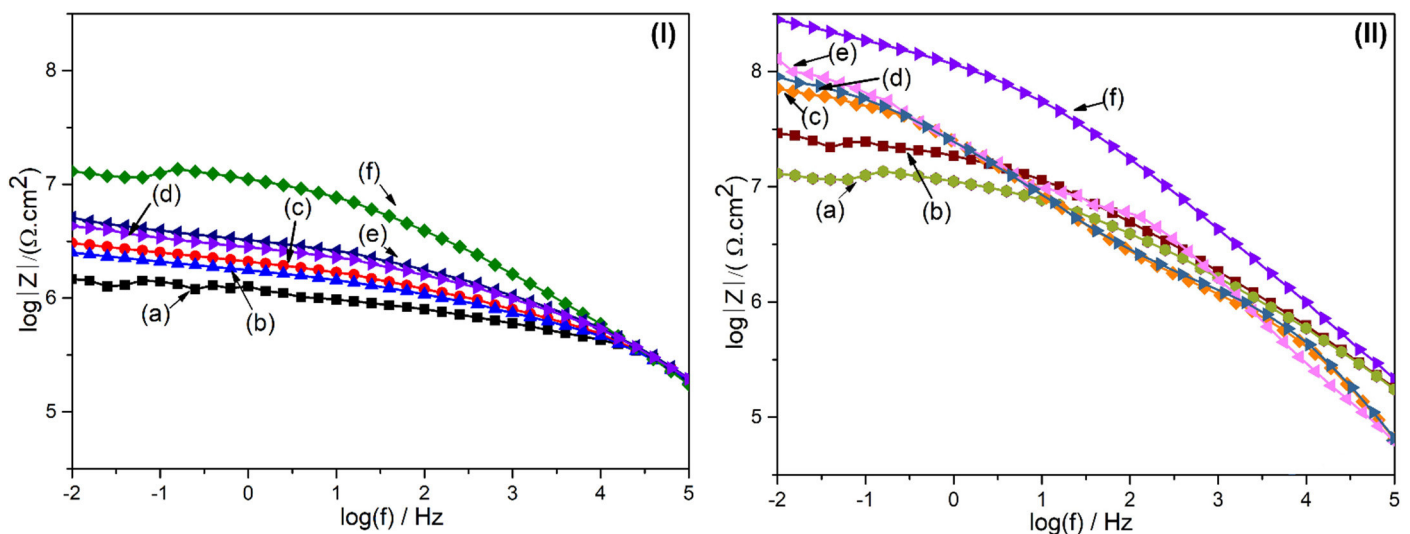 (I)
8
7
6
5
log|Z|/(Ω.cm²)
(f)
(d)
(c)
(e)
(a)
(b)
-2 -1 0 1 2 3 4 5
log(f) / Hz
(II)
8
7
6
5
log|Z|/( Ω.cm²)
(e)
(d)
(c)
(f)
(a)
(b)
-2 -1 0 1 2 3 4 5
log(f) / Hz